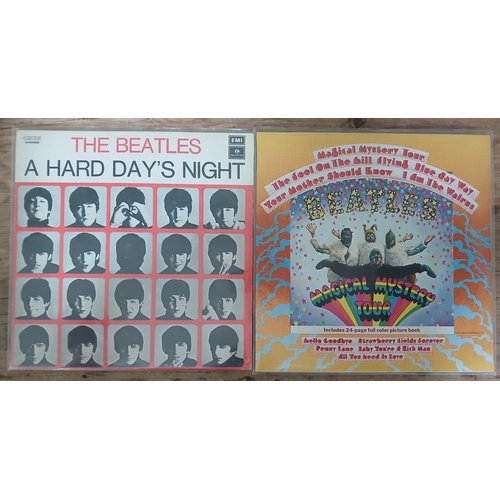 STEREO
EMI
THE BEATLES
A HARD DAY'S NIGHT
Magical Mystery Tour
The Fool On The Hill Flying Blue Jay Way
Your Mother Should Know I Am The Walrus
BEATLES
MAGICAL MYSTERY
TOUR
Includes 24-page full color picture book
Hello Goodbye Strawberry Fields Forever
Penny Lane Baby You're A Rich Man
All You Need Is Love